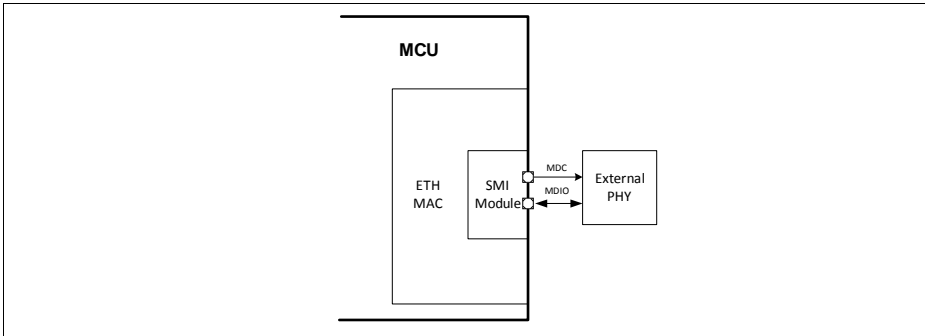 MCU
ETH
MAC
SMI
Module
MDC
MDIO
External
PHY